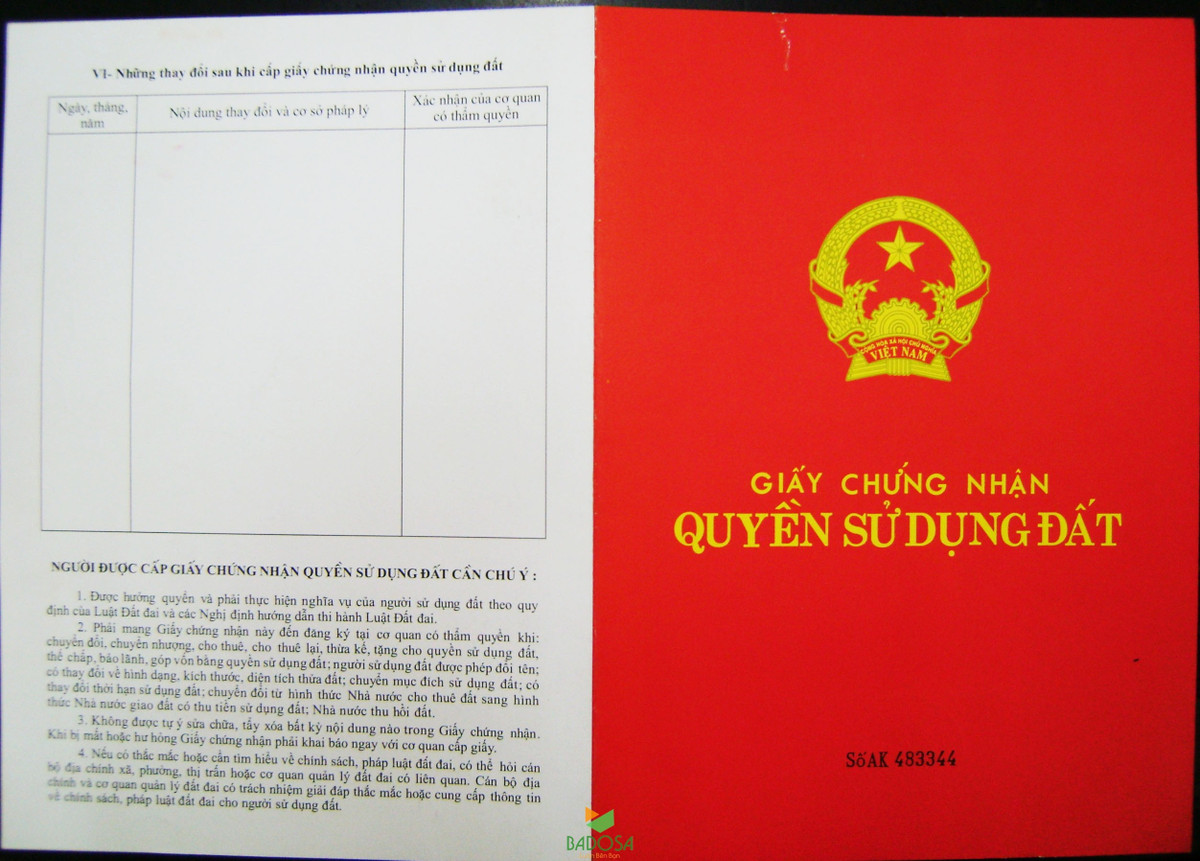 VI- Những thay đổi sau khi cấp giấy chứng nhận quyền sử dụng đất
Ngày, tháng,
năm
Nội dung thay đổi và cơ sở pháp lý
Xác nhận của cơ quan
có thẩm quyền
NGƯỜI ĐƯỢC CẤP GIẤY CHỨNG NHẬN QUYỀN SỬ DỤNG ĐẤT CẦN CHÚ Ý :
1. Được hưởng quyền và phải thực hiện nghĩa vụ của người sử dụng đất theo quy
định của Luật Đất đai và các Nghị định hướng dẫn thi hành Luật Đất đai.
2. Phải mang Giấy chứng nhận này đến đăng ký tại cơ quan có thẩm quyền khi:
chuyển đổi, chuyển nhượng, cho thuê, cho thuê lại, thừa kế, tặng cho quyền sử dụng đất,
thế chấp, bảo lãnh, góp vốn bằng quyền sử dụng đất; người sử dụng đất được phép đổi tên;
có thay đổi về hình dạng, kích thước, diện tích thửa đất; chuyển mục đích sử dụng đất; có
thay đổi thời hạn sử dụng đất; chuyển đổi từ hình thức Nhà nước cho thuê đất sang hình
thức Nhà nước giao đất có thu tiền sử dụng đất; Nhà nước thu hồi đất.
3. Không được tự ý sửa chữa, tẩy xóa bất kỳ nội dung nào trong Giấy chứng nhận.
Khi bị mất hoặc hư hỏng Giấy chứng nhận phải khai báo ngay với cơ quan cấp giấy.
4. Nếu có thắc mắc hoặc cần tìm hiểu về chính sách, pháp luật đất đai, có thể hỏi cán
bộ địa chính xã, phường, thị trấn hoặc cơ quan quản lý đất đai có liên quan. Cán bộ địa
chính và cơ quan quản lý đất đai có trách nhiệm giải đáp thắc mắc hoặc cung cấp thông tin
về chính sách, pháp luật đất đai cho người sử dụng đất.
CỘNG HÒA XÃ HỘI CHỦ NGHĨA
VIỆT NAM
GIẤY CHỨNG NHẬN
QUYỀN SỬ DỤNG ĐẤT
Số AK 483344
BADOSA
Bên Bạn